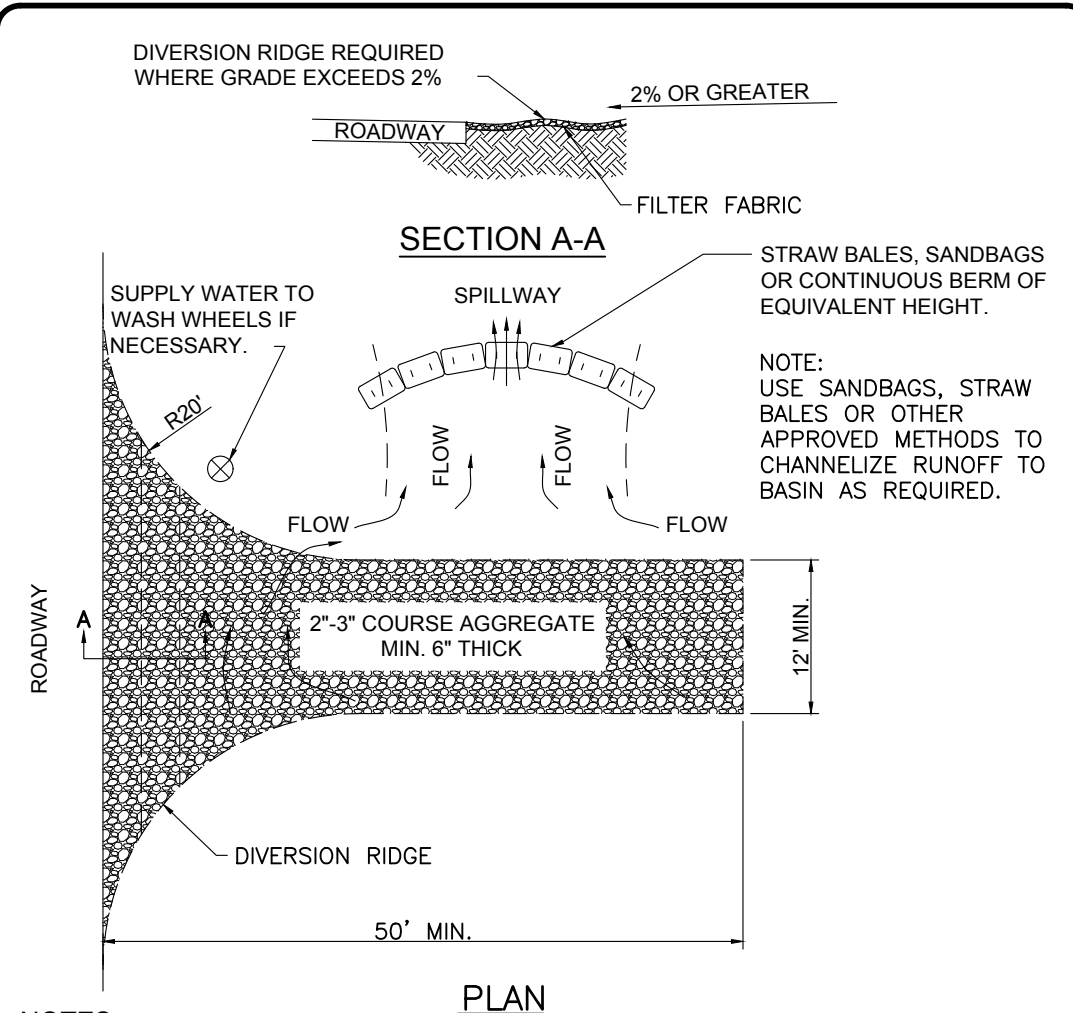 DIVERSION RIDGE REQUIRED
WHERE GRADE EXCEEDS 2%
2% OR GREATER
ROADWAY
FILTER FABRIC
SECTION A-A
STRAW BALES, SANDBAGS
OR CONTINUOUS BERM OF
EQUIVALENT HEIGHT.
SUPPLY WATER TO
WASH WHEELS IF
NECESSARY.
SPILLWAY
NOTE:
USE SANDBAGS, STRAW
BALES OR OTHER
APPROVED METHODS TO
CHANNELIZE RUNOFF TO
BASIN AS REQUIRED.
R20'
FLOW
FLOW
FLOW
FLOW
ROADWAY
A
A
2"-3" COURSE AGGREGATE
MIN. 6" THICK
12' MIN.
DIVERSION RIDGE
50' MIN.
PLAN